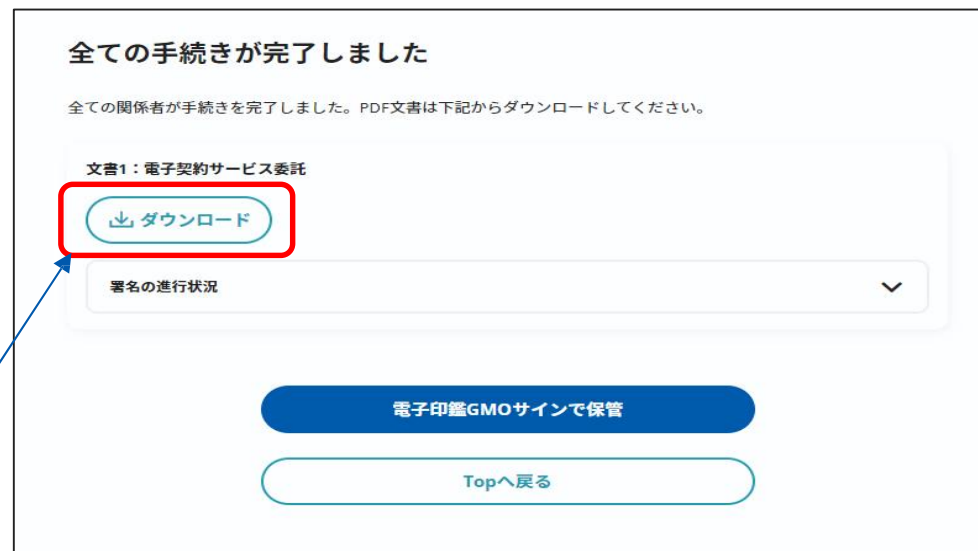 全ての手続きが完了しました
全ての関係者が手続きを完了しました。PDF文書は下記からダウンロードしてください。
文書1：電子契約サービス委託
ダウンロード
署名の進行状況
電子印鑑GMOサインで保管
Topへ戻る